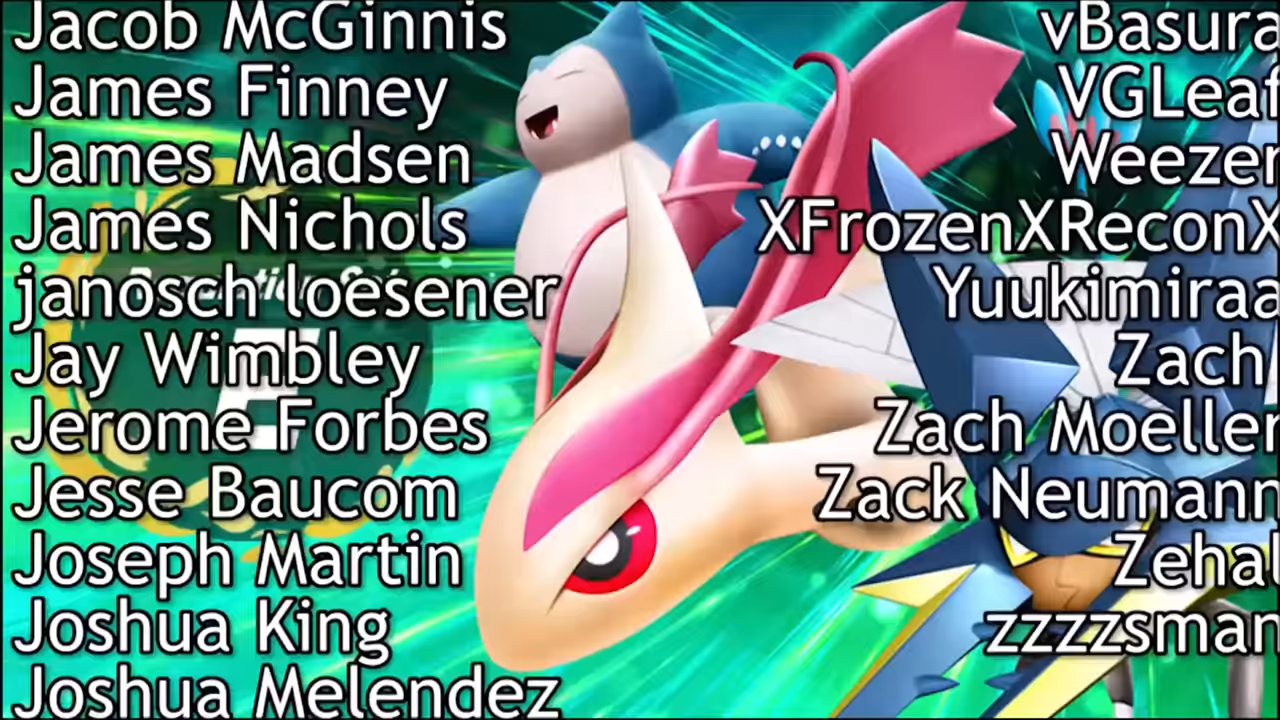 Jacob McGinnis
James Finney
James Madsen
James Nichols
janosch loesener
Jay Wimbley
Jerome Forbes
Jesse Baucom
Joseph Martin
Joshua King
Joshua Melendez
vBasura
VGLeaf
Weezer
XFrozenXReconX
Yuukimiraa
Zach
Zach Moeller
Zack Neumann
Zehal
zzzzsman